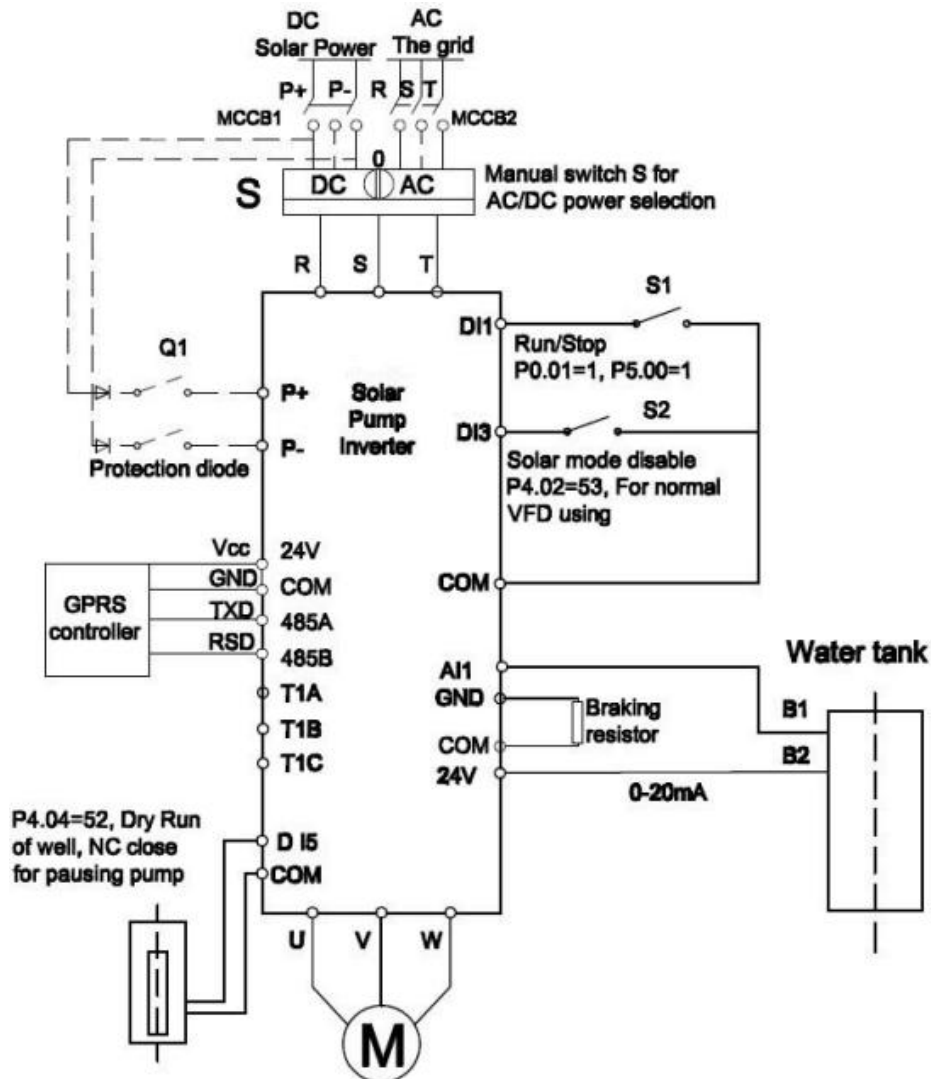 DC
Solar Power
AC
The grid
P+
P-
R
S
T
MCCB1
MCCB2
0
S
DC
AC
Manual switch S for
AC/DC power selection
R
S
T
Q1
P+
P-
Protection diode
Solar
Pump
Inverter
DI1
S1
Run/Stop
P0.01=1, P5.00=1
DI3
S2
Solar mode disable
P4.02=53, For normal
VFD using
COM
GPRS
controller
Vcc
GND
TXD
RSD
24V
COM
485A
485B
T1A
T1B
T1C
AI1
GND
COM
24V
Braking
resistor
Water tank
B1
B2
0-20mA
P4.04=52, Dry Run
of well, NC close
for pausing pump
D I5
COM
U
V
W
M